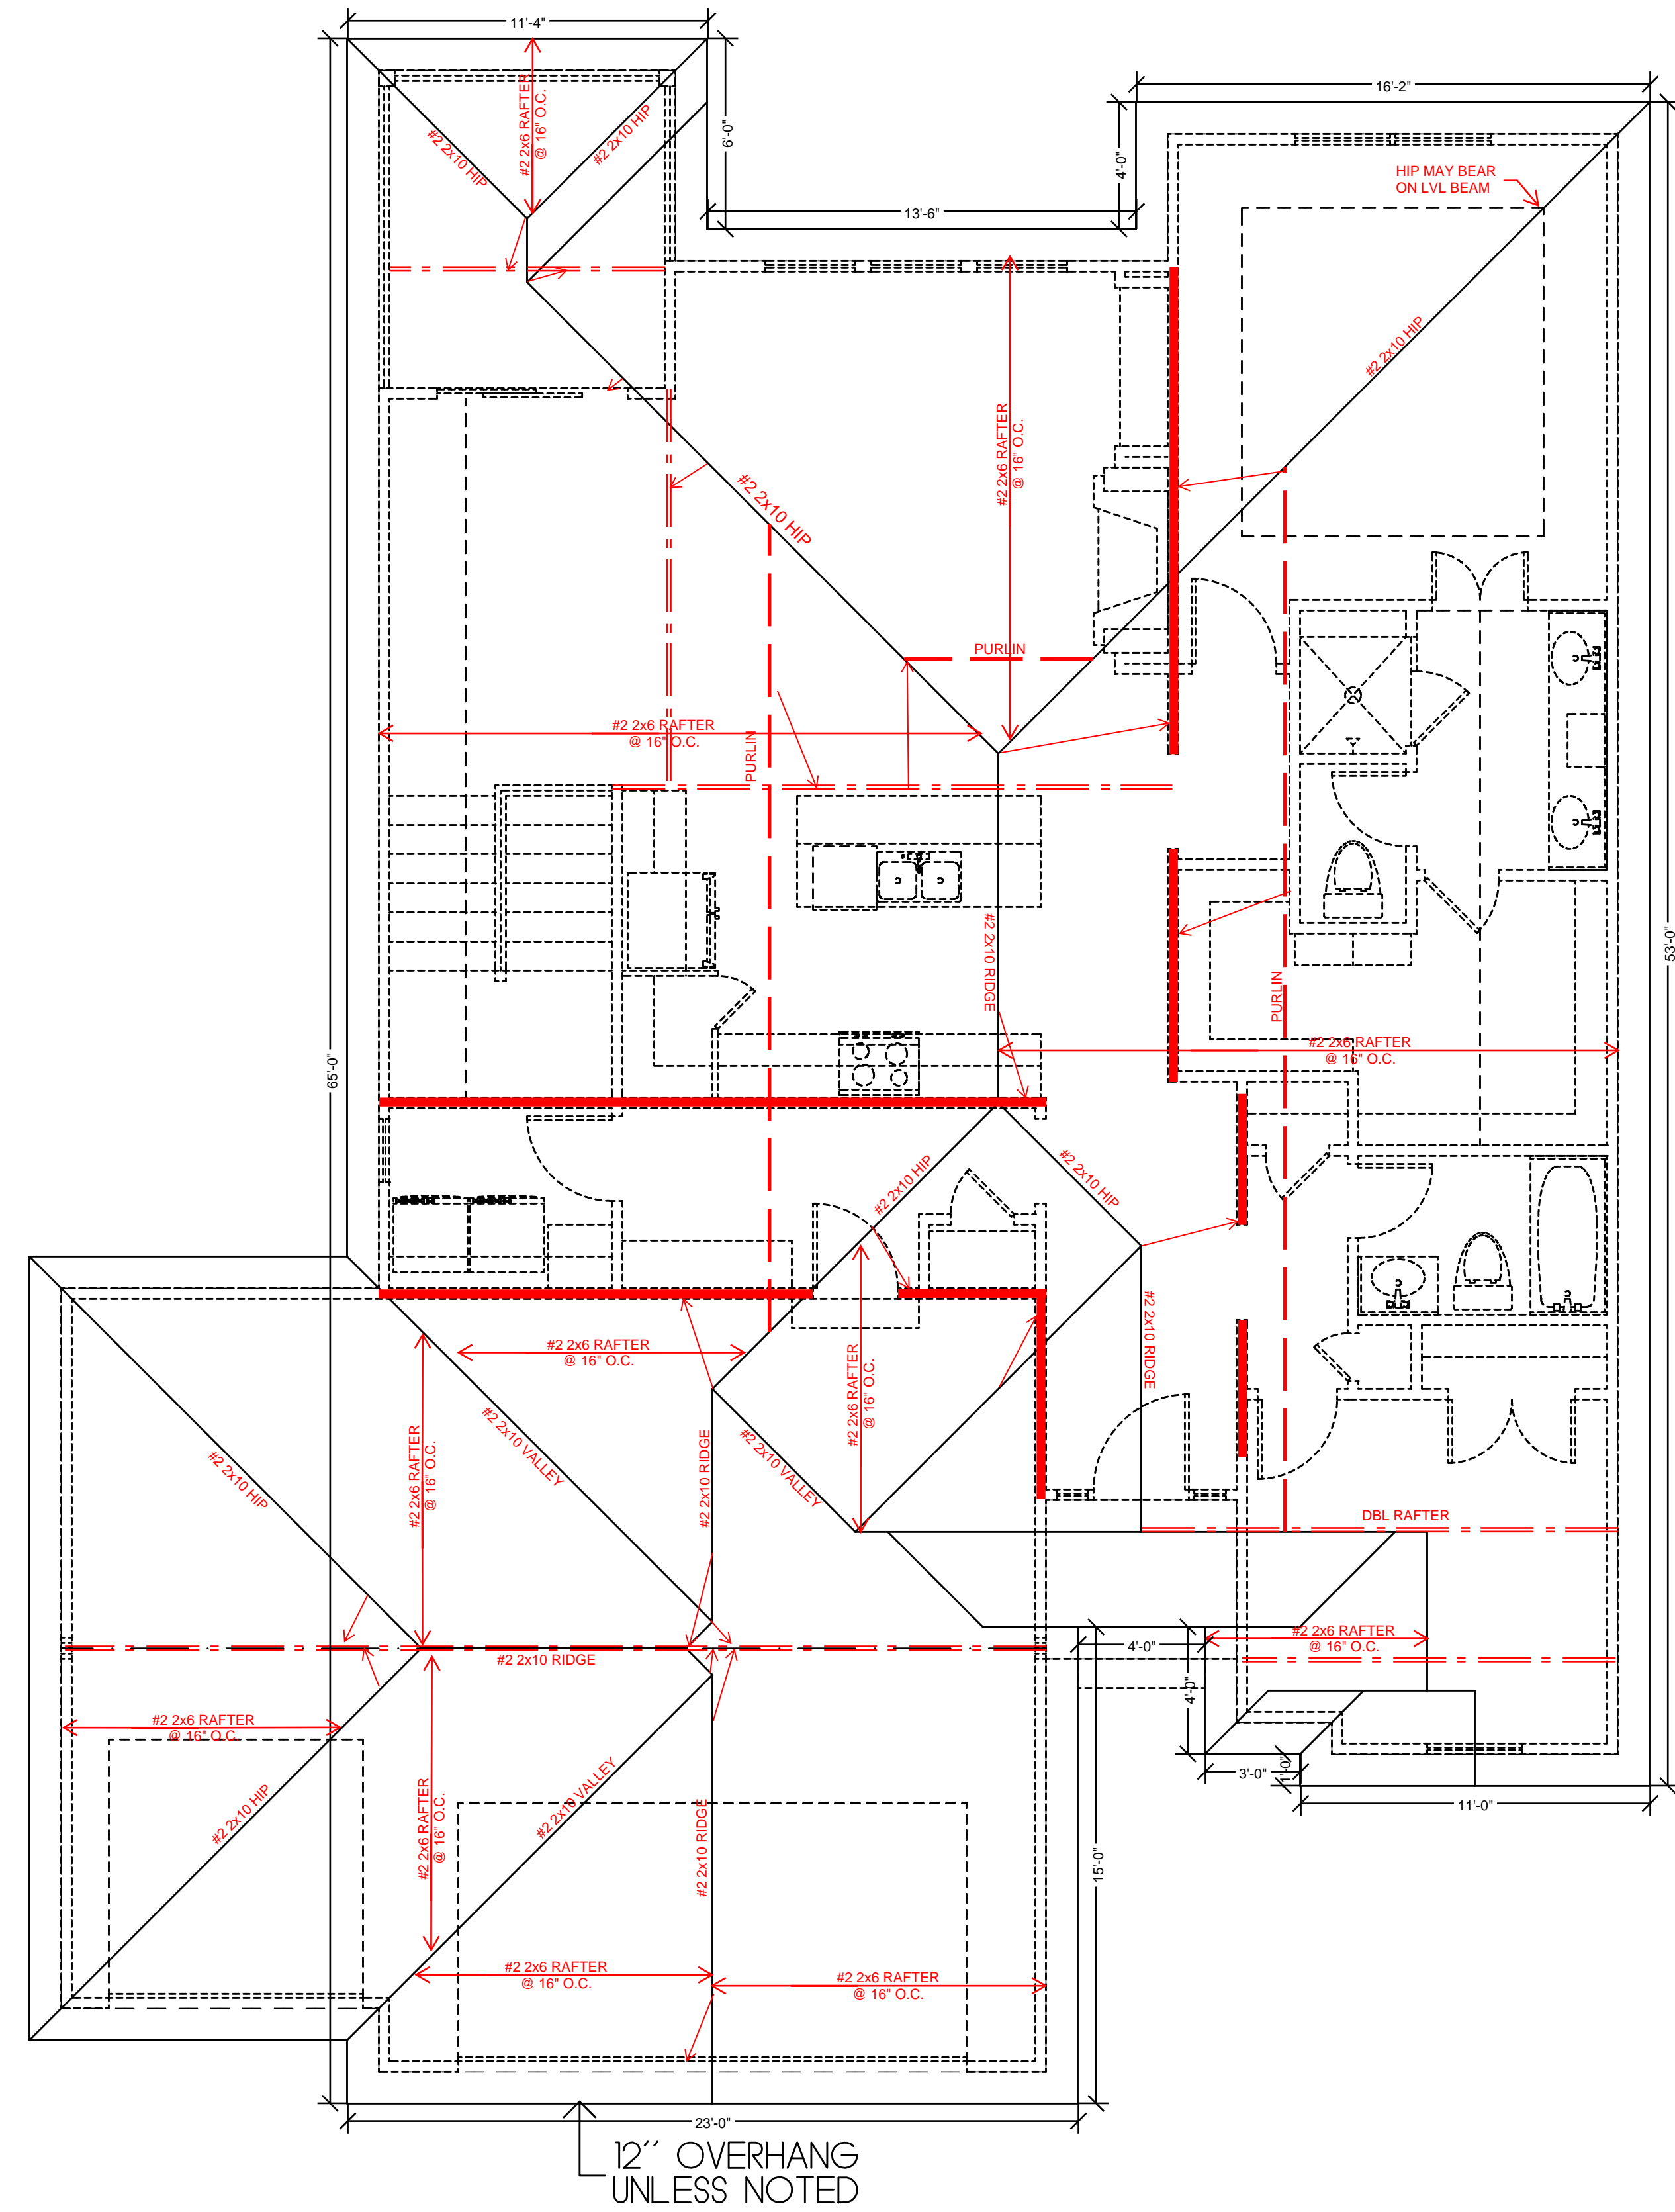 11'-4"
16'-2"
#2 2x6 RAFTER
@ 16" O.C.
#2 2x10 HIP
#2 2x10 HIP
6'-0"
4'-0"
13'-6"
HIP MAY BEAR
ON LVL BEAM
#2 2x10 HIP
#2 2x6 RAFTER
@ 16" O.C.
#2 2x10 HIP
PURLIN
#2 2x6 RAFTER
@ 16" O.C.
PURLIN
#2 2x10 RIDGE
53'-0"
PURLIN
#2 2x6 RAFTER
@ 16" O.C.
65'-0"
#2 2x10 HIP
#2 2x10 HIP
#2 2x10 RIDGE
#2 2x6 RAFTER
@ 16" O.C.
#2 2x6 RAFTER
@ 16" O.C.
#2 2x6 RAFTER
@ 16" O.C.
#2 2x10 HIP
#2 2x10 VALLEY
#2 2x10 RIDGE
#2 2x10 VALLEY
DBL RAFTER
#2 2x6 RAFTER
@ 16" O.C.
4'-0"
#2 2x10 RIDGE
4'-0"
#2 2x6 RAFTER
@ 16" O.C.
3'-0"
1'-0"
11'-0"
#2 2x10 HIP
#2 2x6 RAFTER
@ 16" O.C.
#2 2x10 VALLEY
#2 2x10 RIDGE
15'-0"
#2 2x6 RAFTER
@ 16" O.C.
#2 2x6 RAFTER
@ 16" O.C.
23'-0"
12" OVERHANG
UNLESS NOTED